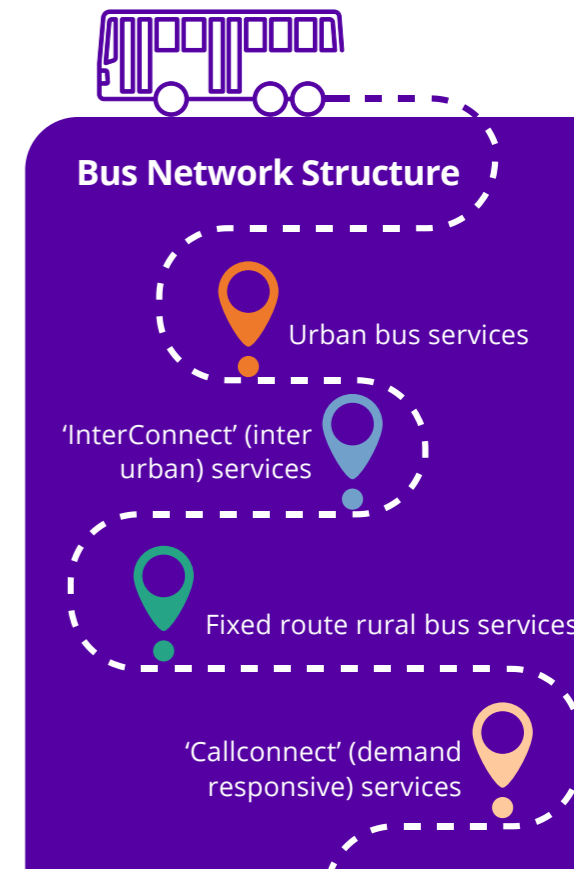 Bus Network Structure
Urban bus services
‘InterConnect’ (inter
urban) services
Fixed route rural bus services
‘Callconnect’ (demand
responsive) services